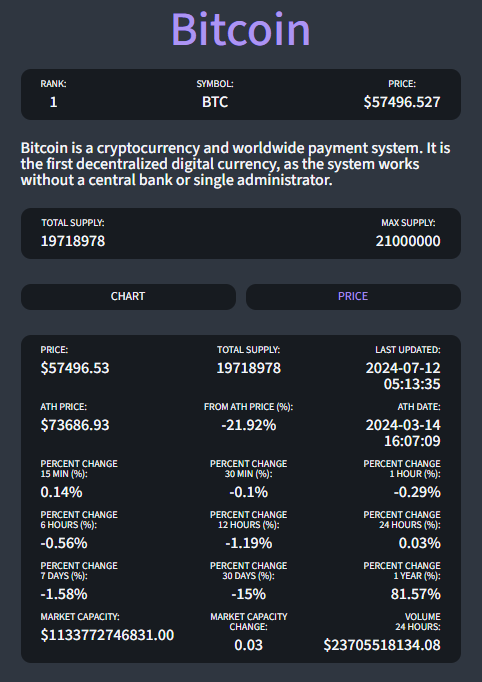 Bitcoin
RANK: SYMBOL: PRICE:
1 BTC $57496.527
Bitcoin is a cryptocurrency and worldwide payment system. It is
the first decentralized digital currency, as the system works
without a central bank or single administrator.
TOTAL SUPPLY: MAX SUPPLY:
19718978 21000000
CHART PRICE
PRICE: TOTAL SUPPLY: LAST UPDATED:
$57496.53 19718978 2024-07-12
05:13:35
ATH PRICE: FROM ATH PRICE (%): ATH DATE:
$73686.93 -21.92% 2024-03-14
16:07:09
PERCENT CHANGE PERCENT CHANGE PERCENT CHANGE
15 MIN (%): 30 MIN (%): 1 HOUR (%):
0.14% -0.1% -0.29%
PERCENT CHANGE PERCENT CHANGE PERCENT CHANGE
6 HOURS (%): 12 HOURS (%): 24 HOURS (%):
-0.56% -1.19% 0.03%
PERCENT CHANGE PERCENT CHANGE PERCENT CHANGE
7 DAYS (%): 30 DAYS (%): 1 YEAR (%):
-1.58% -15% 81.57%
MARKET CAPACITY: MARKET CAPACITY VOLUME
CHANGE: 24 HOURS:
$1133772746831.00 0.03 $23705518134.08